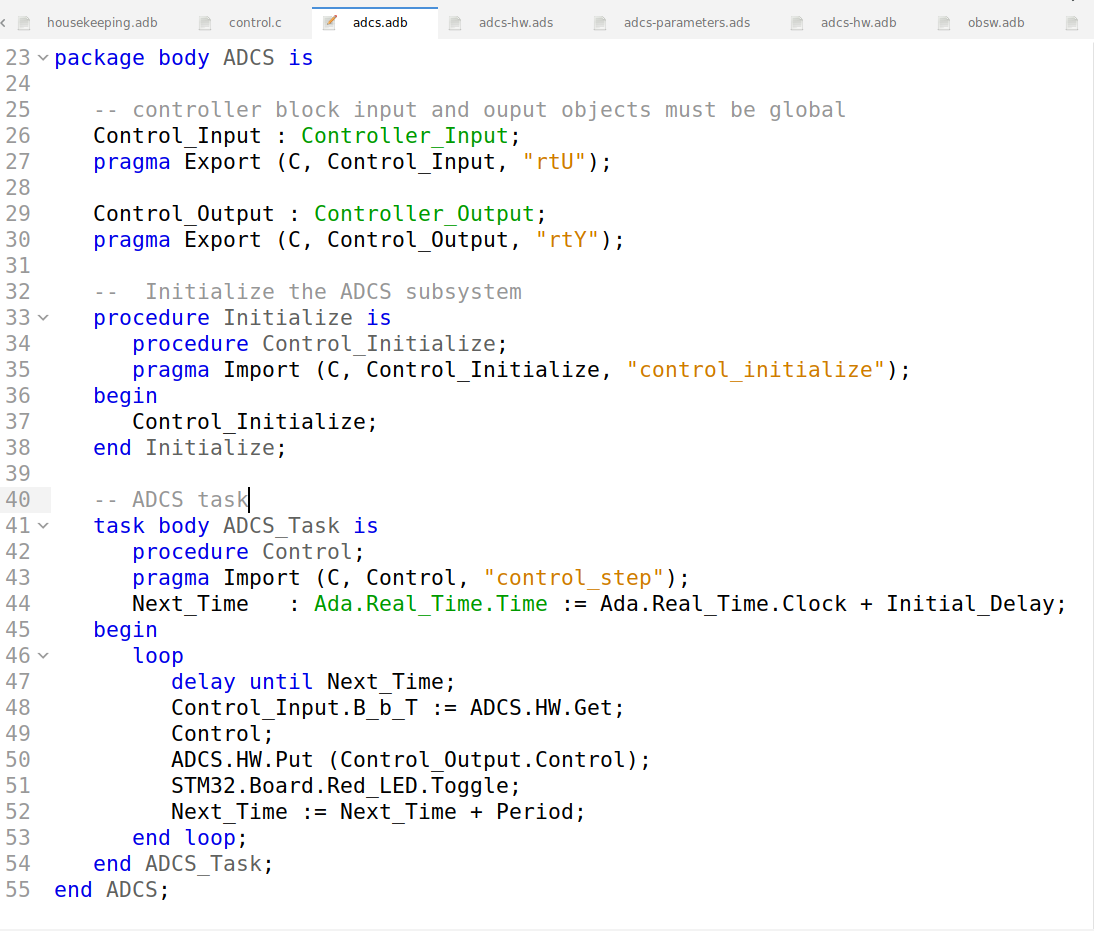 housekeeping.adb control.c adcs.adb adcs-hw.ads adcs-parameters.ads adcs-hw.adb obsw.adb
23 package body ADCS is
24
25 -- controller block input and ouput objects must be global
26 Control_Input : Controller_Input;
27 pragma Export (C, Control_Input, "rtU");
28
29 Control_Output : Controller_Output;
30 pragma Export (C, Control_Output, "rtY");
31
32 --  Initialize the ADCS subsystem
33 procedure Initialize is
34 procedure Control_Initialize;
35 pragma Import (C, Control_Initialize, "control_initialize");
36 begin
37 Control_Initialize;
38 end Initialize;
39
40 -- ADCS task
41 task body ADCS_Task is
42 procedure Control;
43 pragma Import (C, Control, "control_step");
44 Next_Time   : Ada.Real_Time.Time := Ada.Real_Time.Clock + Initial_Delay;
45 begin
46 loop
47 delay until Next_Time;
48 Control_Input.B_b_T := ADCS.HW.Get;
49 Control;
50 ADCS.HW.Put (Control_Output.Control);
51 STM32.Board.Red_LED.Toggle;
52 Next_Time := Next_Time + Period;
53 end loop;
54 end ADCS_Task;
55 end ADCS;